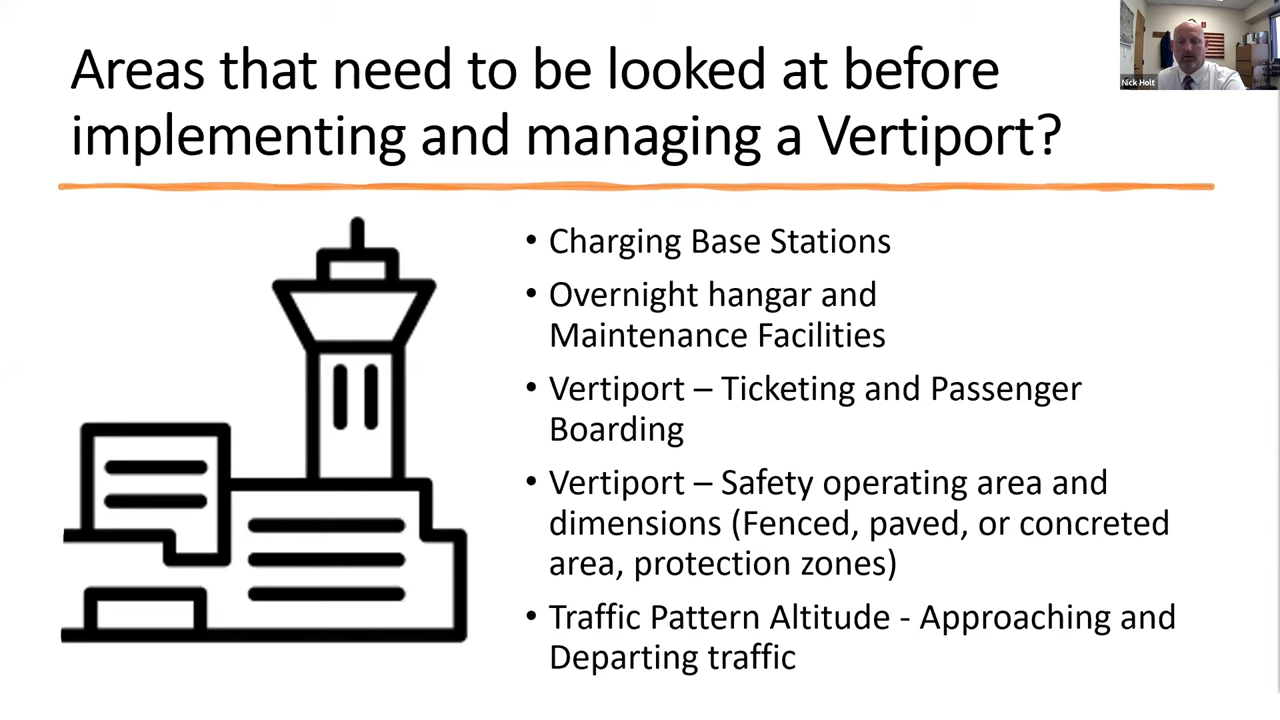 Areas that need to be looked at before
implementing and managing a Vertiport?
Nick Holt
• Charging Base Stations
• Overnight hangar and
Maintenance Facilities
• Vertiport – Ticketing and Passenger
Boarding
• Vertiport – Safety operating area and
dimensions (Fenced, paved, or concreted
area, protection zones)
• Traffic Pattern Altitude - Approaching and
Departing traffic